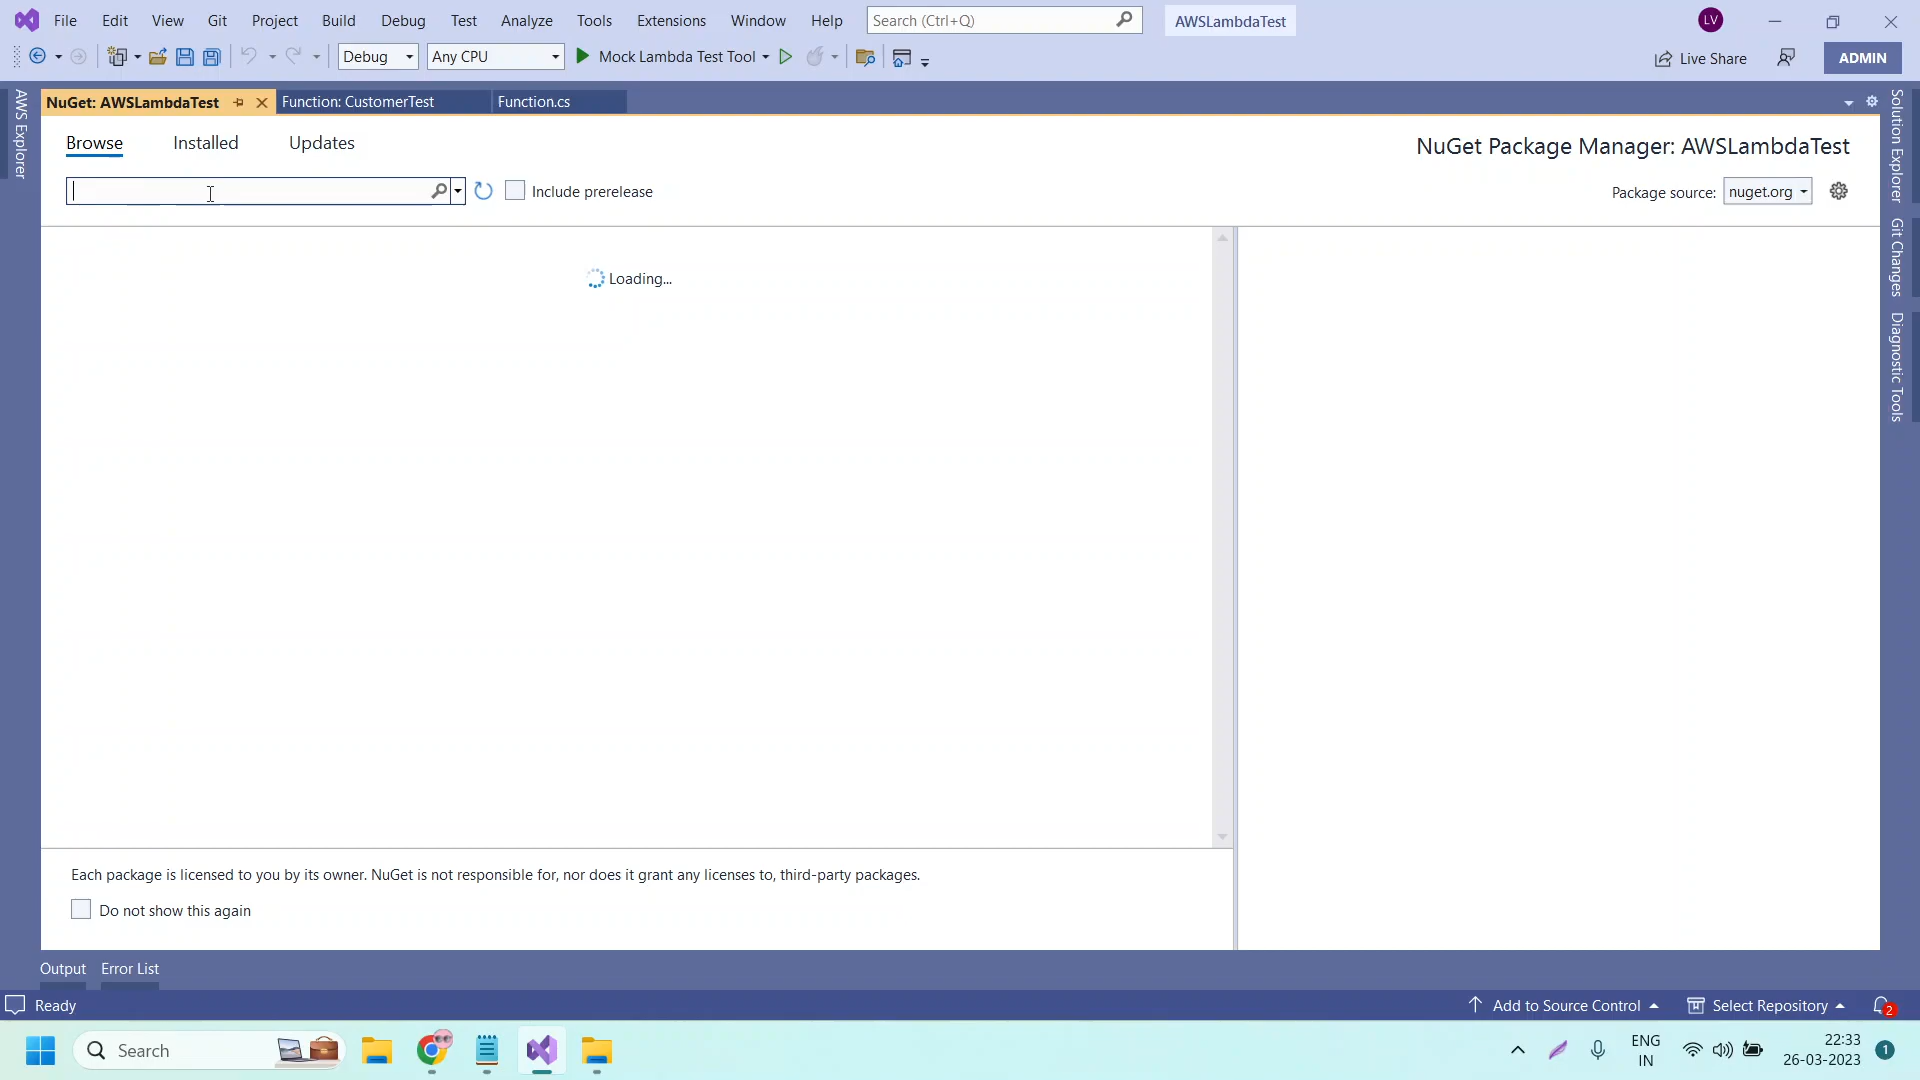 File Edit View Git Project Build Debug Test Analyze Tools Extensions Window Help Search (Ctrl+Q) AWSLambdaTest LV
Debug Any CPU Mock Lambda Test Tool Live Share ADMIN
AWS Explorer
NuGet: AWSLambdaTest Function: CustomerTest Function.cs
Browse Installed Updates NuGet Package Manager: AWSLambdaTest
Include prerelease Package source: nuget.org
Loading...
Solution Explorer
Git Changes
Diagnostic Tools
Each package is licensed to you by its owner. NuGet is not responsible for, nor does it grant any licenses to, third-party packages.
Do not show this again
Output Error List
Ready Add to Source Control Select Repository 2
Search ENG 22:33
IN 26-03-2023 1